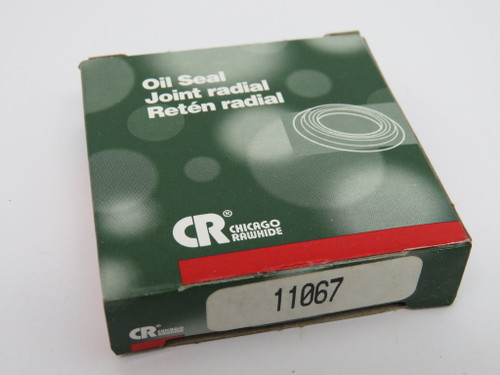 Oil Seal
Joint radial
Retén radial
CR® CHICAGO
RAWHIDE
11067
CR® CHICAGO
RAWHIDE